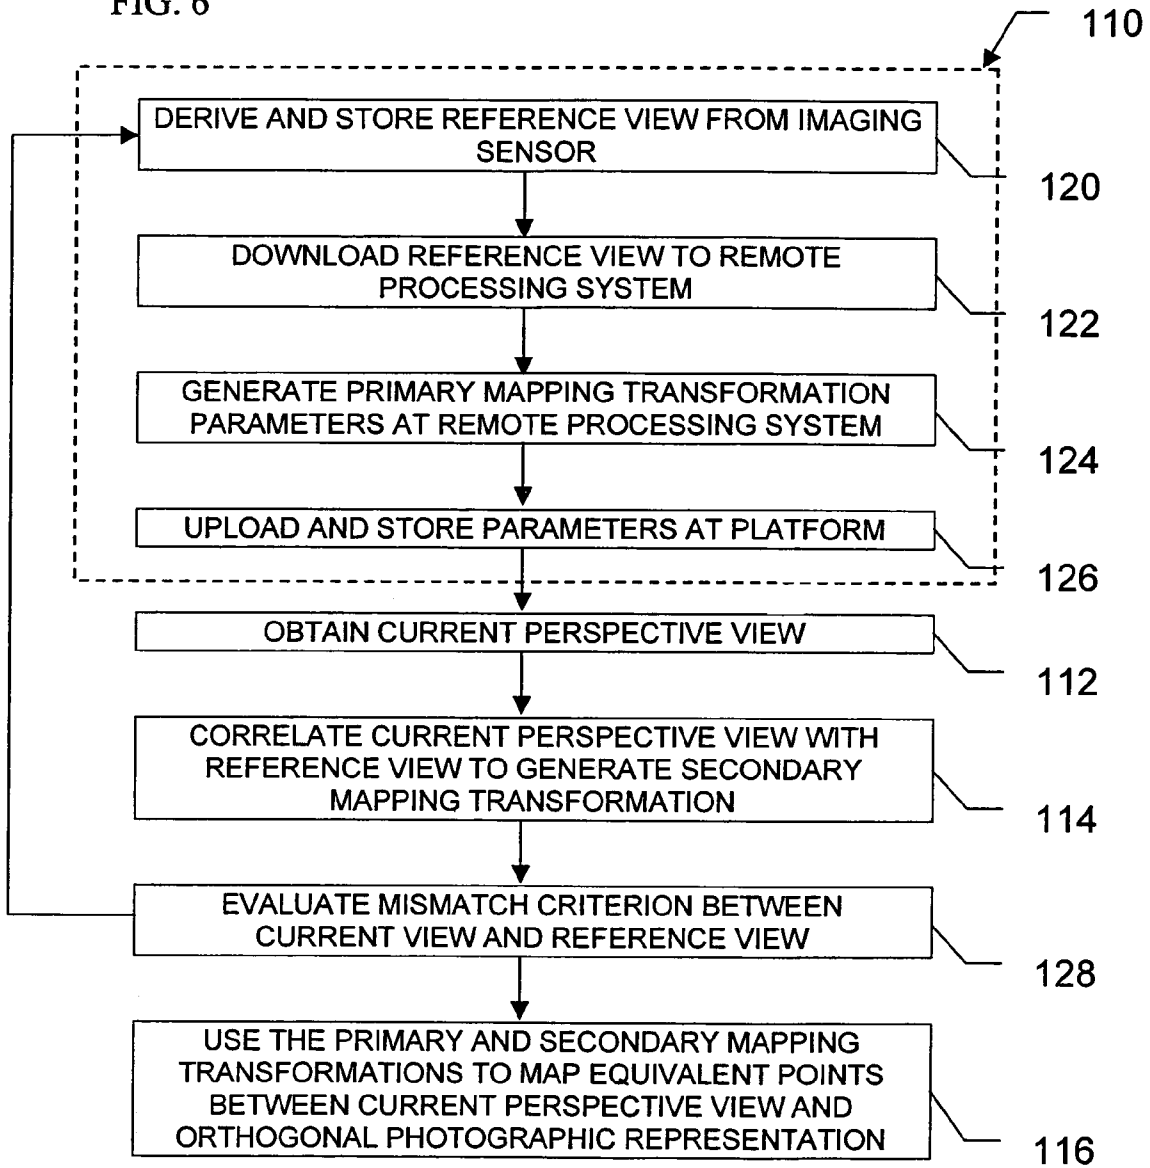 FIG. 6
110
DERIVE AND STORE REFERENCE VIEW FROM IMAGING
SENSOR
120
DOWNLOAD REFERENCE VIEW TO REMOTE
PROCESSING SYSTEM
122
GENERATE PRIMARY MAPPING TRANSFORMATION
PARAMETERS AT REMOTE PROCESSING SYSTEM
124
UPLOAD AND STORE PARAMETERS AT PLATFORM
126
OBTAIN CURRENT PERSPECTIVE VIEW
112
CORRELATE CURRENT PERSPECTIVE VIEW WITH
REFERENCE VIEW TO GENERATE SECONDARY
MAPPING TRANSFORMATION
114
EVALUATE MISMATCH CRITERION BETWEEN
CURRENT VIEW AND REFERENCE VIEW
128
USE THE PRIMARY AND SECONDARY MAPPING
TRANSFORMATIONS TO MAP EQUIVALENT POINTS
BETWEEN CURRENT PERSPECTIVE VIEW AND
ORTHOGONAL PHOTOGRAPHIC REPRESENTATION
116